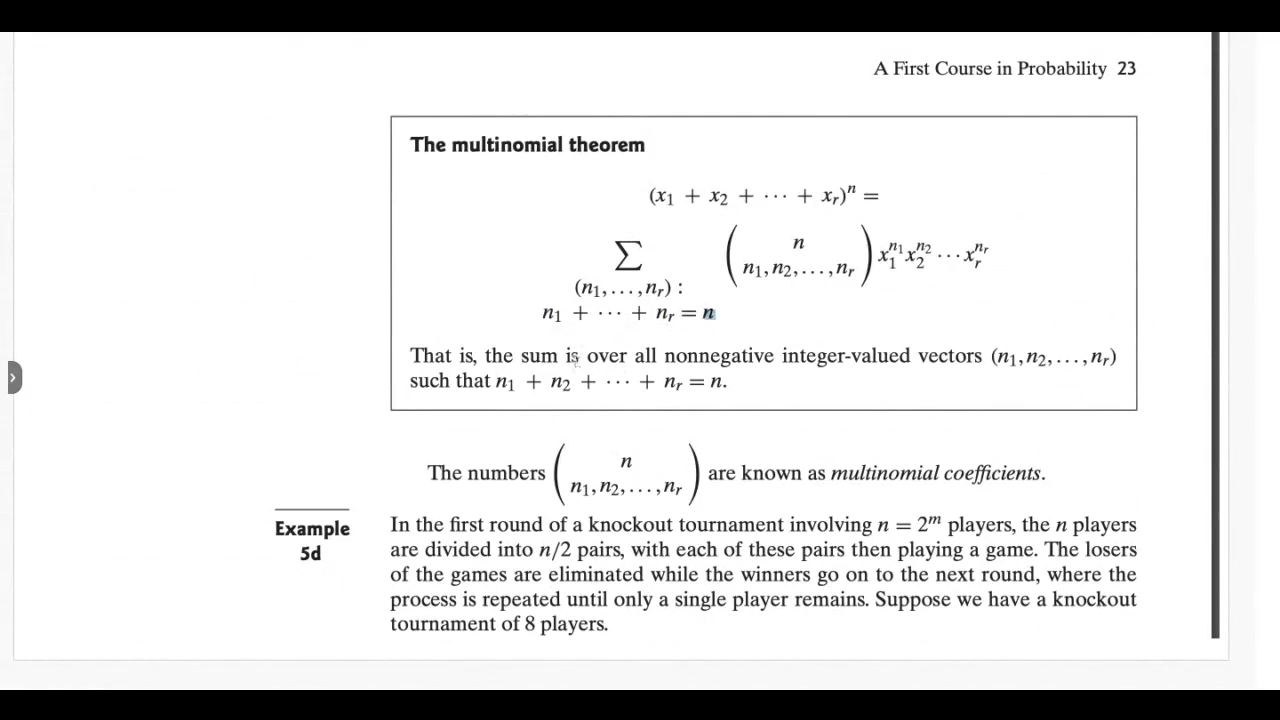 A First Course in Probability 23
The multinomial theorem
(x₁ + x₂ + ⋯ + xᵣ)ⁿ =
∑ (n₁,…,nᵣ) : n₁ + ⋯ + nᵣ = n ( n / n₁,n₂,…,nᵣ ) x₁^{n₁} x₂^{n₂} ⋯ xᵣ^{nᵣ}
That is, the sum is over all nonnegative integer-valued vectors (n₁,n₂,…,nᵣ)
such that n₁ + n₂ + ⋯ + nᵣ = n.
The numbers ( n / n₁,n₂,…,nᵣ ) are known as multinomial coefficients.
Example
5d
In the first round of a knockout tournament involving n = 2ᵐ players, the n players
are divided into n/2 pairs, with each of these pairs then playing a game. The losers
of the games are eliminated while the winners go on to the next round, where the
process is repeated until only a single player remains. Suppose we have a knockout
tournament of 8 players.